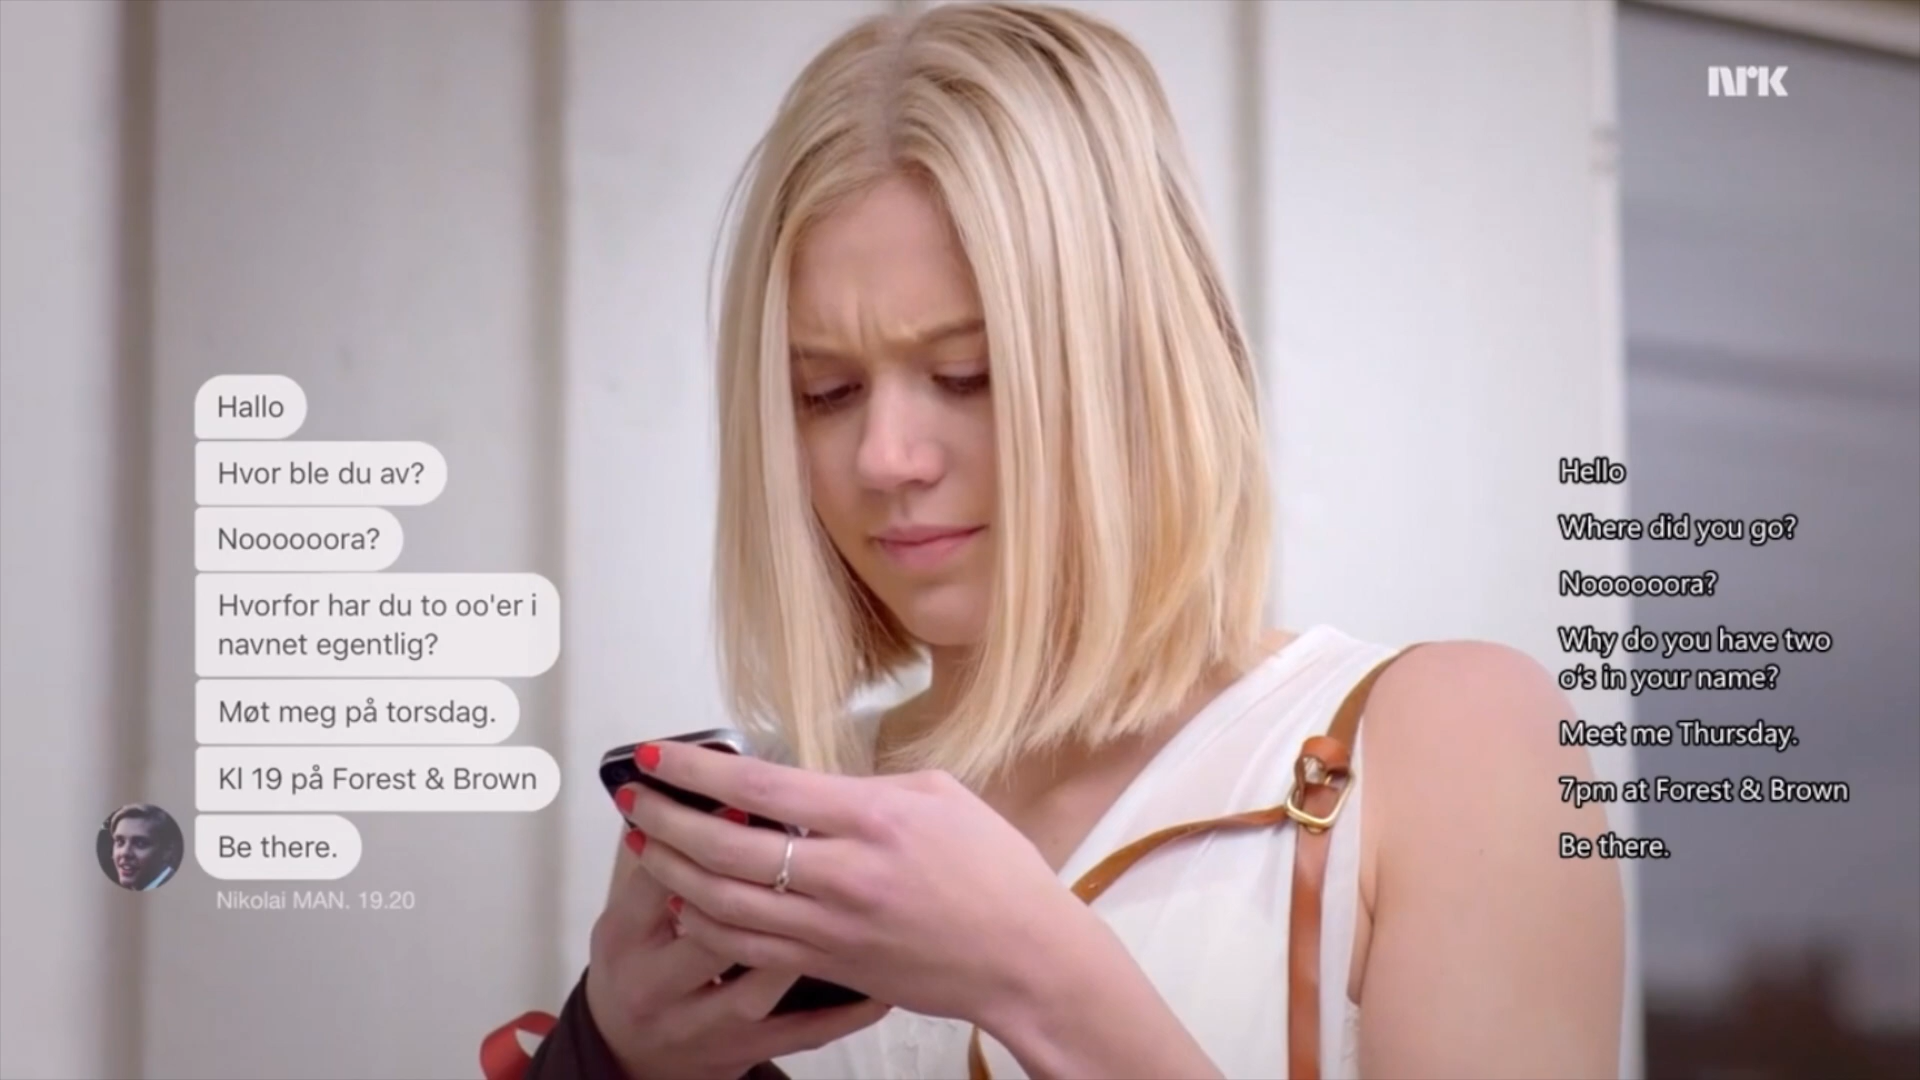 nrk
Hallo
Hvor ble du av?
Nooooooora?
Hvorfor har du to oo'er i
navnet egentlig?
Møt meg på torsdag.
Kl 19 på Forest & Brown
Be there.
Nikolai MAN. 19.20
Hello
Where did you go?
Nooooooora?
Why do you have two
o's in your name?
Meet me Thursday.
7pm at Forest & Brown
Be there.